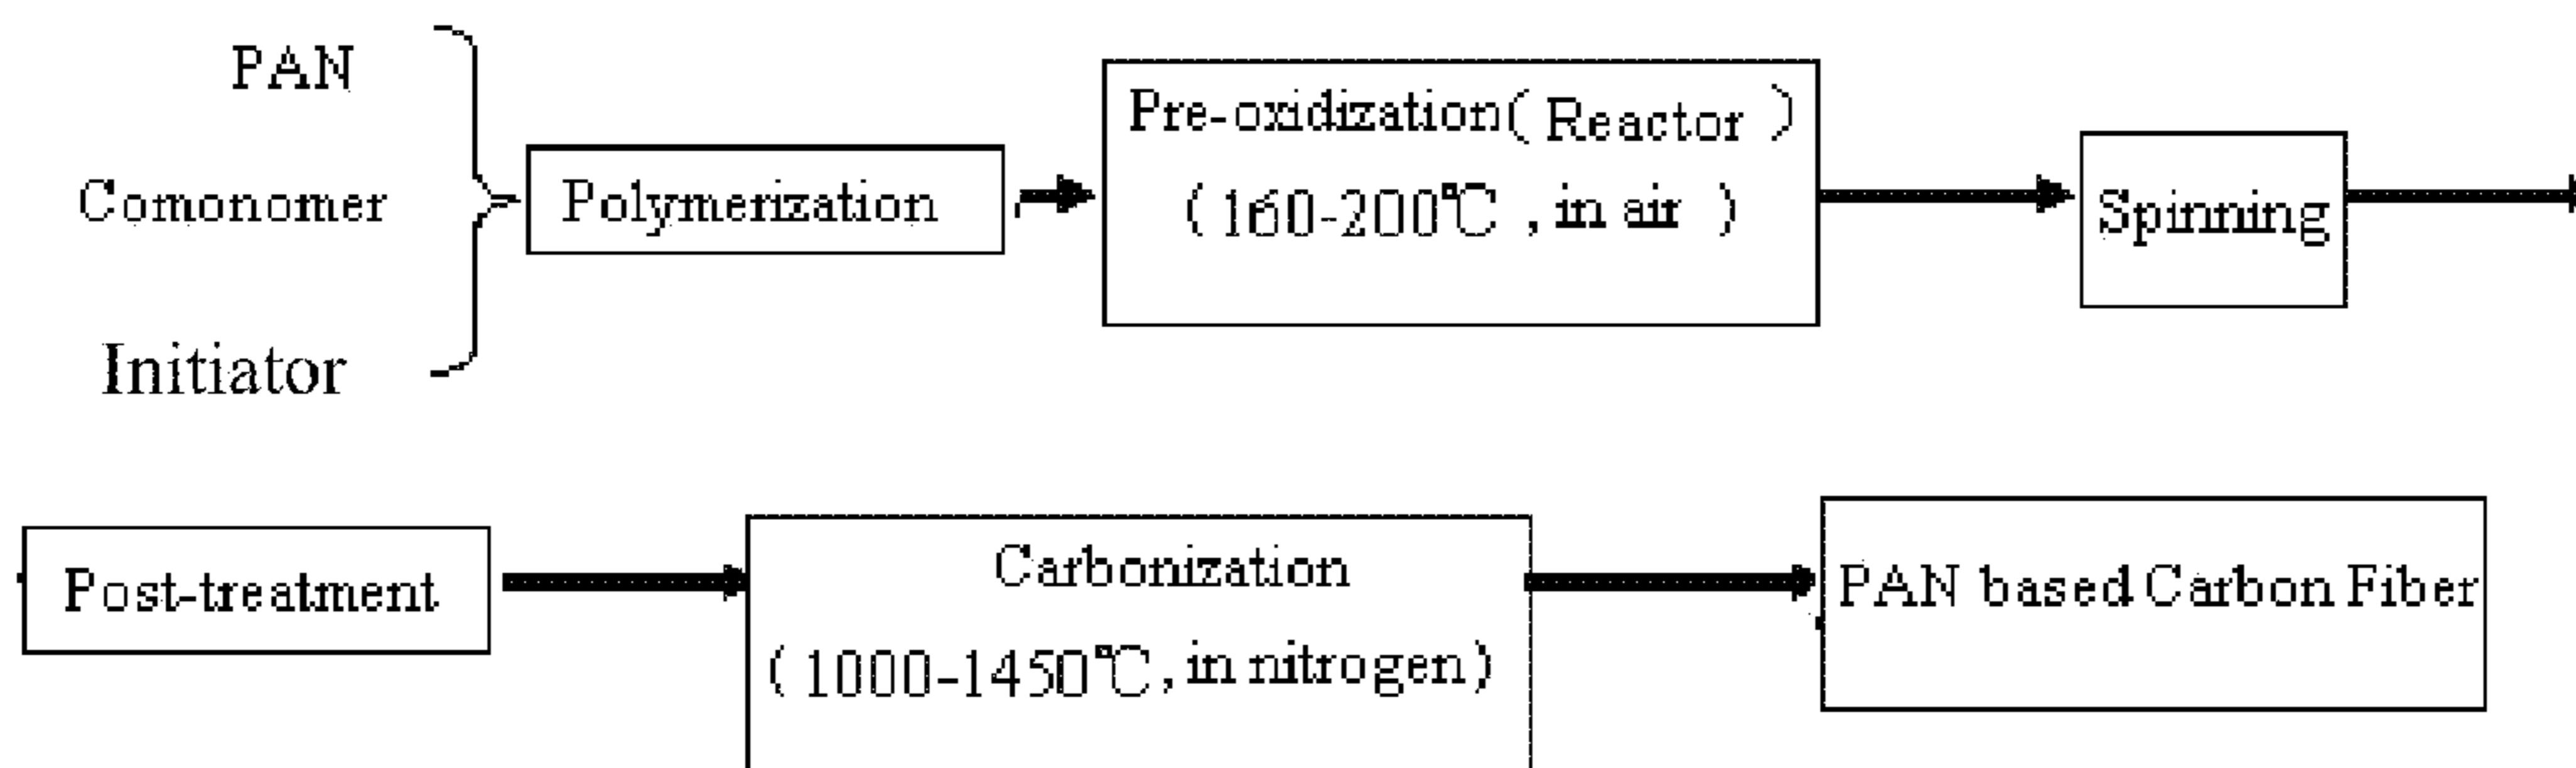 PAN
Comonomer
Initiator
Polymerization
Pre-oxidization( Reactor )
( 160-200℃ , in air )
Spinning
Post-treatment
Carbonization
( 1000-1450℃, in nitrogen)
PAN based Carbon Fiber